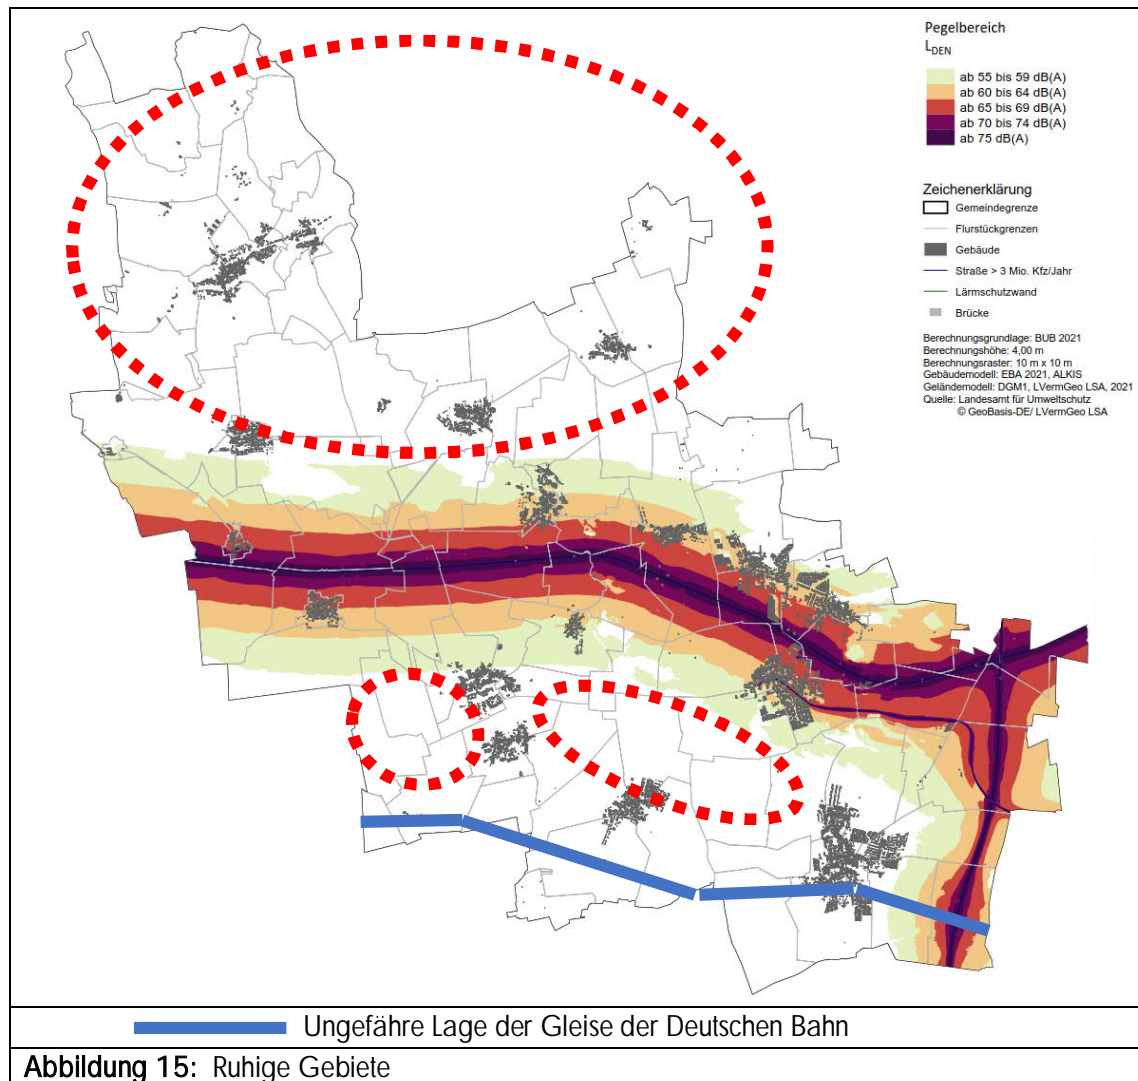 Pegelbereich
LDEN
ab 55 bis 59 dB(A)
ab 60 bis 64 dB(A)
ab 65 bis 69 dB(A)
ab 70 bis 74 dB(A)
ab 75 dB(A)
Zeichenerklärung
Gemeindegrenze
Flurstückgrenzen
Gebäude
Straße > 3 Mio. Kfz/Jahr
Lärmschutzwand
Brücke
Berechnungsgrundlage: BUB 2021
Berechnungshöhe: 4,00 m
Berechnungsraster: 10 m x 10 m
Gebäudemodell: EBA 2021, ALKIS
Geländemodell: DGM1, LVermGeo LSA, 2021
Quelle: Landesamt für Umweltschutz
© GeoBasis-DE/ LVermGeo LSA
Ungefähre Lage der Gleise der Deutschen Bahn
Abbildung 15: Ruhige Gebiete